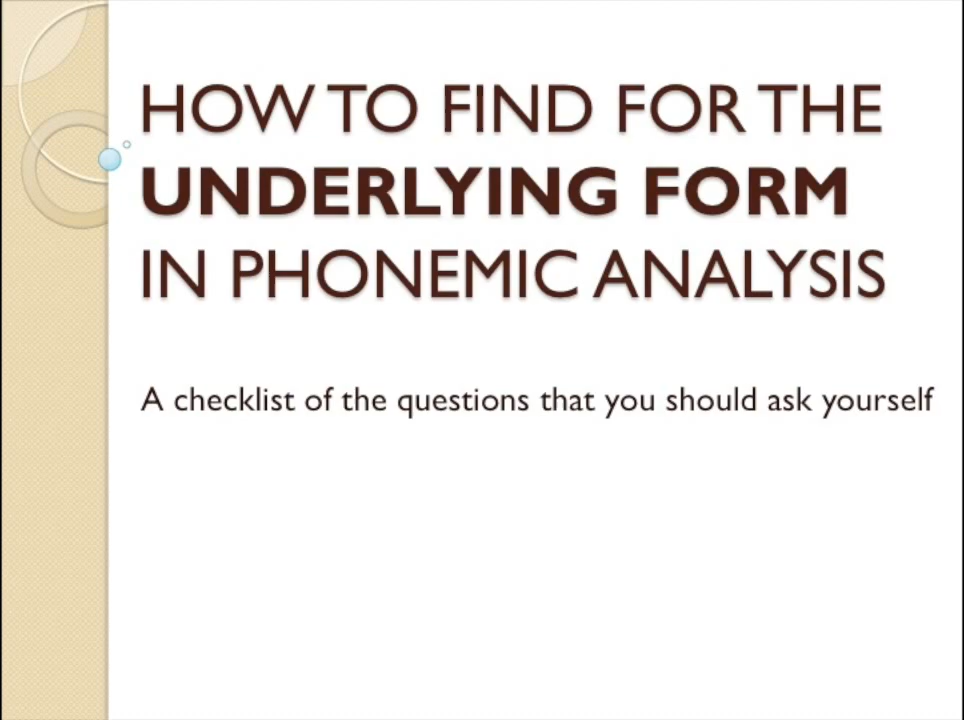 HOW TO FIND FOR THE
UNDERLYING FORM
IN PHONEMIC ANALYSIS
A checklist of the questions that you should ask yourself